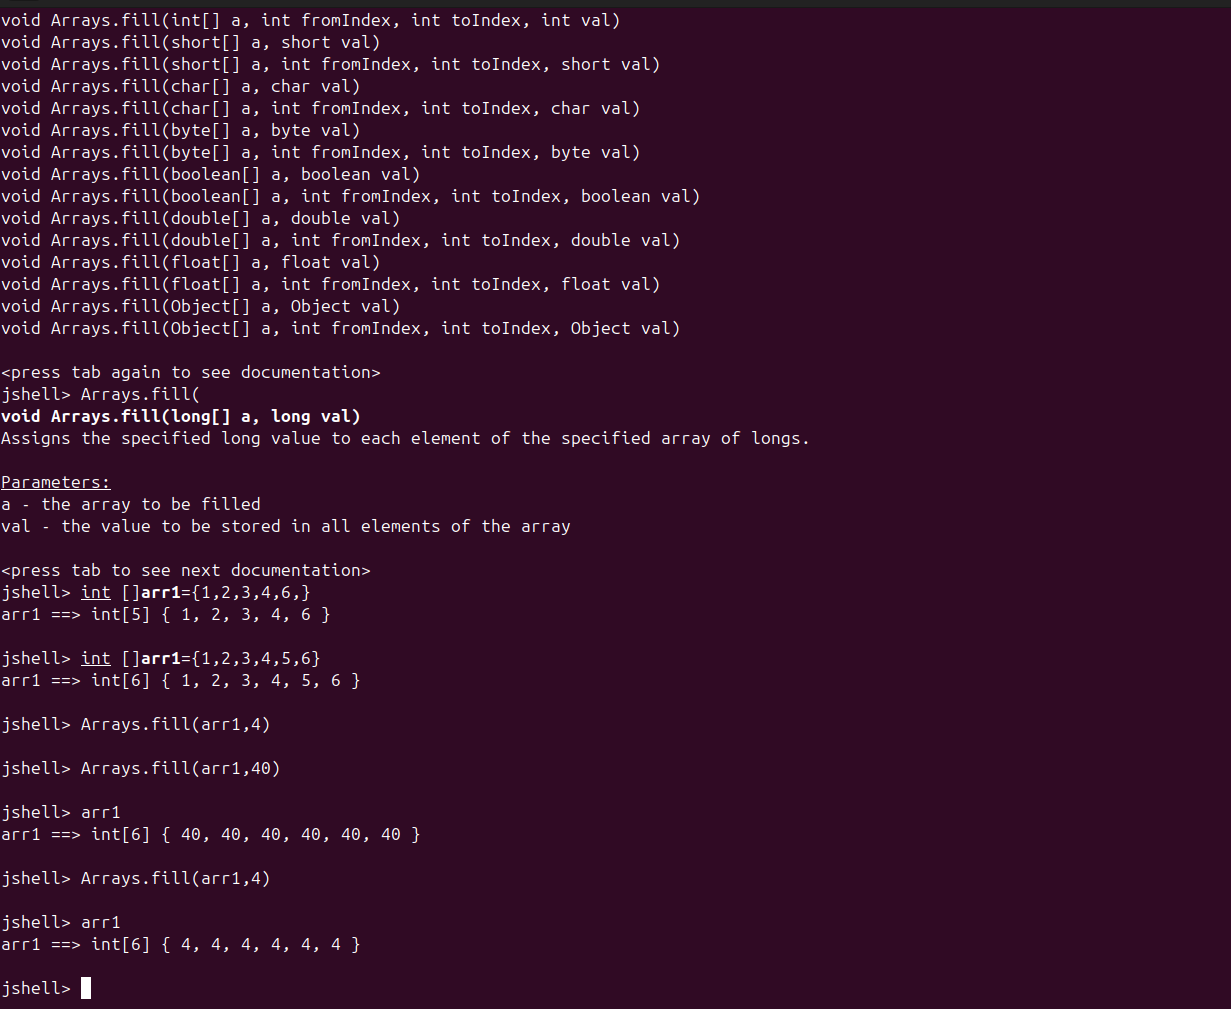 void Arrays.fill(int[] a, int fromIndex, int toIndex, int val)
void Arrays.fill(short[] a, short val)
void Arrays.fill(short[] a, int fromIndex, int toIndex, short val)
void Arrays.fill(char[] a, char val)
void Arrays.fill(char[] a, int fromIndex, int toIndex, char val)
void Arrays.fill(byte[] a, byte val)
void Arrays.fill(byte[] a, int fromIndex, int toIndex, byte val)
void Arrays.fill(boolean[] a, boolean val)
void Arrays.fill(boolean[] a, int fromIndex, int toIndex, boolean val)
void Arrays.fill(double[] a, double val)
void Arrays.fill(double[] a, int fromIndex, int toIndex, double val)
void Arrays.fill(float[] a, float val)
void Arrays.fill(float[] a, int fromIndex, int toIndex, float val)
void Arrays.fill(Object[] a, Object val)
void Arrays.fill(Object[] a, int fromIndex, int toIndex, Object val)

<press tab again to see documentation>
jshell> Arrays.fill(
void Arrays.fill(long[] a, long val)
Assigns the specified long value to each element of the specified array of longs.

Parameters:
a - the array to be filled
val - the value to be stored in all elements of the array

<press tab to see next documentation>
jshell> int []arr1={1,2,3,4,6,}
arr1 ==> int[5] { 1, 2, 3, 4, 6 }

jshell> int []arr1={1,2,3,4,5,6}
arr1 ==> int[6] { 1, 2, 3, 4, 5, 6 }

jshell> Arrays.fill(arr1,4)

jshell> Arrays.fill(arr1,40)

jshell> arr1
arr1 ==> int[6] { 40, 40, 40, 40, 40, 40 }

jshell> Arrays.fill(arr1,4)

jshell> arr1
arr1 ==> int[6] { 4, 4, 4, 4, 4, 4 }

jshell>